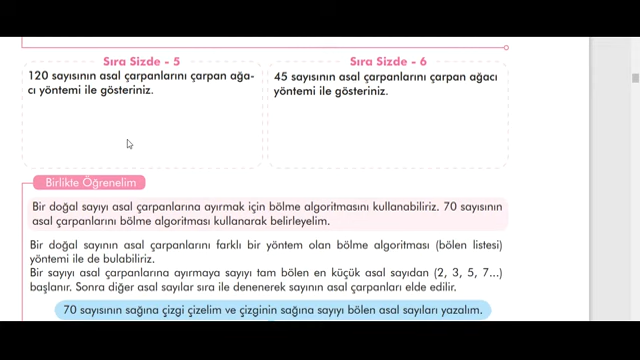 Sıra Sizde - 5
120 sayısının asal çarpanlarını çarpan ağa-
cı yöntemi ile gösteriniz.
Sıra Sizde - 6
45 sayısının asal çarpanlarını çarpan ağacı
yöntemi ile gösteriniz.
Birlikte Öğrenelim
Bir doğal sayıyı asal çarpanlarına ayırmak için bölme algoritmasını kullanabiliriz. 70 sayısının
asal çarpanlarını bölme algoritması kullanarak belirleyelim.
Bir doğal sayının asal çarpanlarını farklı bir yöntem olan bölme algoritması (bölen listesi)
yöntemi ile de bulabiliriz.
Bir sayıyı asal çarpanlarına ayırmaya sayıyı tam bölen en küçük asal sayıdan (2, 3, 5, 7...)
başlanır. Sonra diğer asal sayılar sıra ile denenerek sayının asal çarpanları elde edilir.
70 sayısının sağına çizgi çizelim ve çizginin sağına sayıyı bölen asal sayıları yazalım.